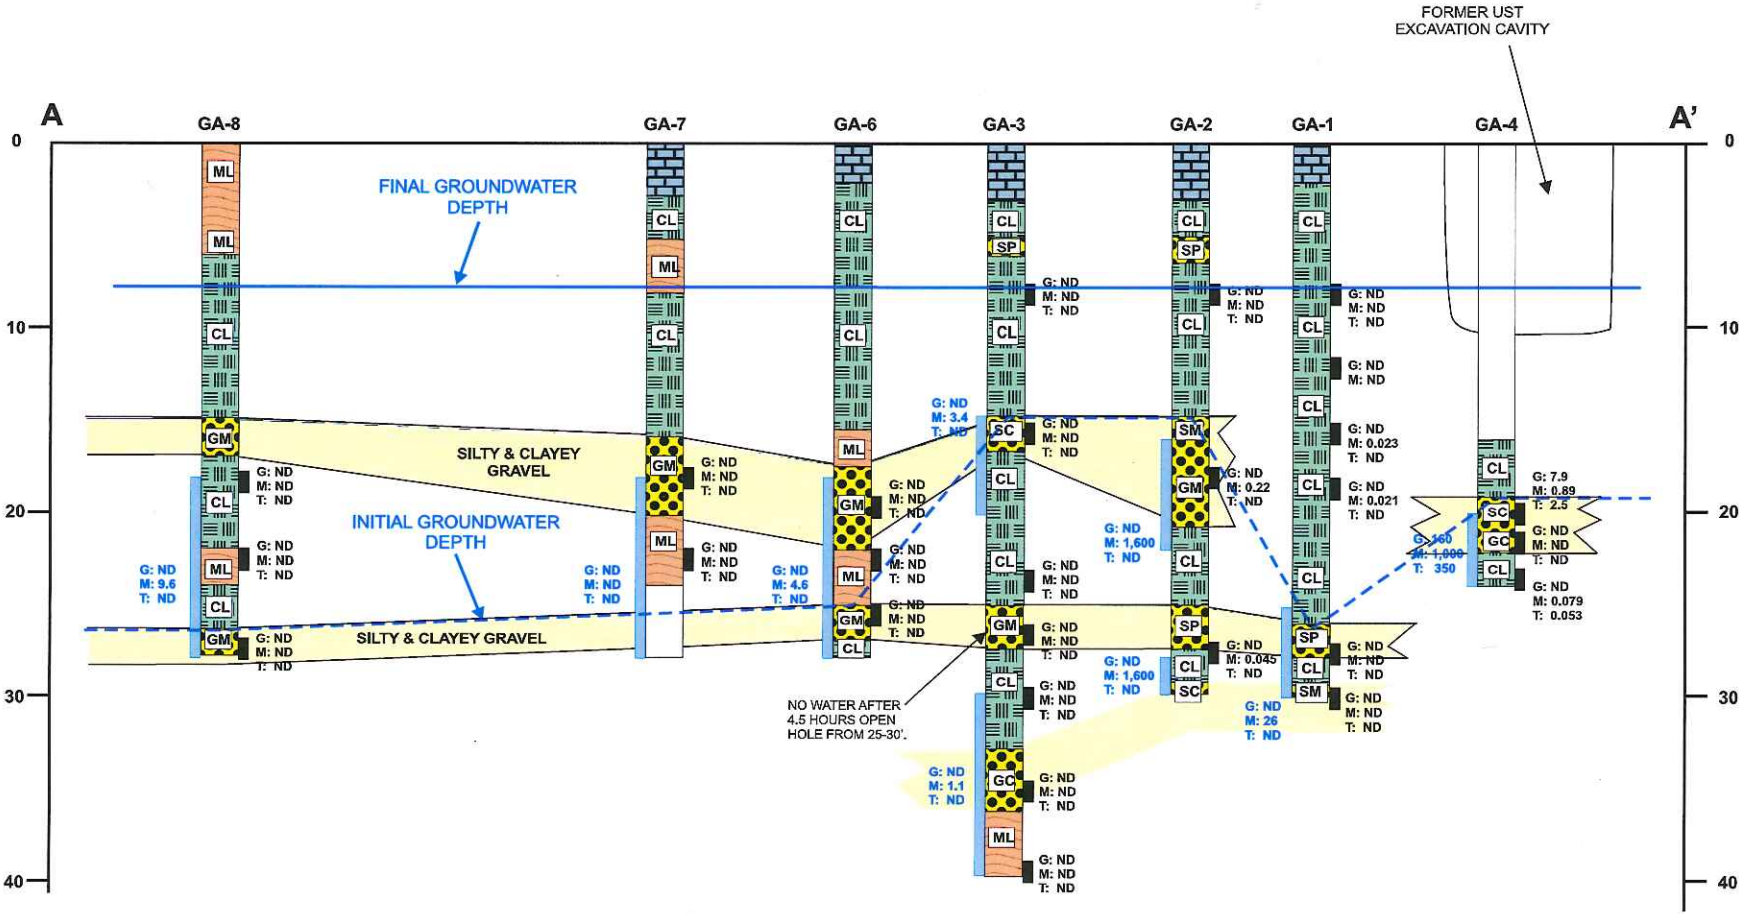 FORMER UST
EXCAVATION CAVITY
A
A'
GA-8
GA-7
GA-6
GA-3
GA-2
GA-1
GA-4
0
10
20
30
40
0
10
20
30
40
FINAL GROUNDWATER
DEPTH
INITIAL GROUNDWATER
DEPTH
SILTY & CLAYEY
GRAVEL
SILTY & CLAYEY GRAVEL
NO WATER AFTER
4.5 HOURS OPEN
HOLE FROM 25-30'.
ML
ML
CL
GM
CL
ML
CL
GM
G: ND
M: ND
T: ND
G: ND
M: ND
T: ND
G: ND
M: 9.6
T: ND
G: ND
M: ND
T: ND
CL
ML
CL
GM
ML
G: ND
M: ND
T: ND
G: ND
M: ND
T: ND
G: ND
M: ND
T: ND
CL
CL
ML
GM
ML
GM
CL
G: ND
M: ND
T: ND
G: ND
M: ND
T: ND
G: ND
M: 4.6
T: ND
G: ND
M: ND
T: ND
CL
SP
CL
SC
CL
CL
GM
CL
GC
ML
G: ND
M: ND
T: ND
G: ND
M: 3.4
T: ND
G: ND
M: ND
T: ND
G: ND
M: ND
T: ND
G: ND
M: ND
T: ND
G: ND
M: ND
T: ND
G: ND
M: 1.1
T: ND
G: ND
M: ND
T: ND
G: ND
M: ND
T: ND
CL
SP
CL
SM
GM
CL
SP
CL
SC
G: ND
M: ND
T: ND
G: ND
M: 0.22
T: ND
G: ND
M: 1,600
T: ND
G: ND
M: 0.045
T: ND
G: ND
M: 1,600
T: ND
CL
CL
CL
CL
CL
SP
CL
SM
G: ND
M: ND
T: ND
G: ND
M: ND
G: ND
M: 0.023
T: ND
G: ND
M: 0.021
T: ND
G: ND
M: ND
T: ND
G: ND
M: 26
T: ND
G: ND
M: ND
T: ND
CL
SC
GC
CL
G: 7.9
M: 0.89
T: 2.5
G: ND
M: ND
T: ND
G: 160
M: 1,000
T: 350
G: ND
M: 0.079
T: 0.053